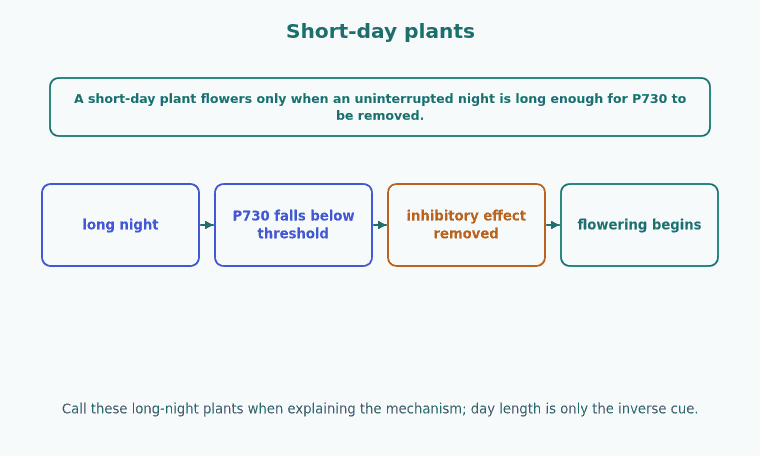 Short-day plants
A short-day plant flowers only when an uninterrupted night is long enough for P730 to
be removed.
long night
P730 falls below
threshold
inhibitory effect
removed
flowering begins
Call these long-night plants when explaining the mechanism; day length is only the inverse cue.